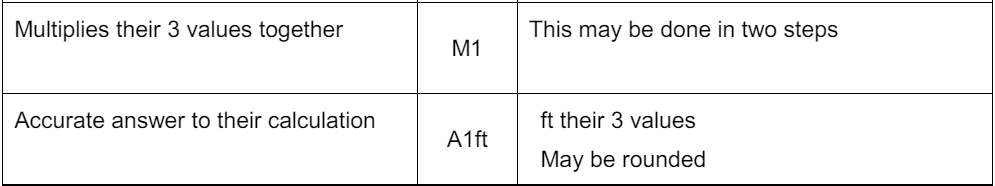 Multiplies their 3 values together
M1
This may be done in two steps
Accurate answer to their calculation
A1ft
ft their 3 values
May be rounded